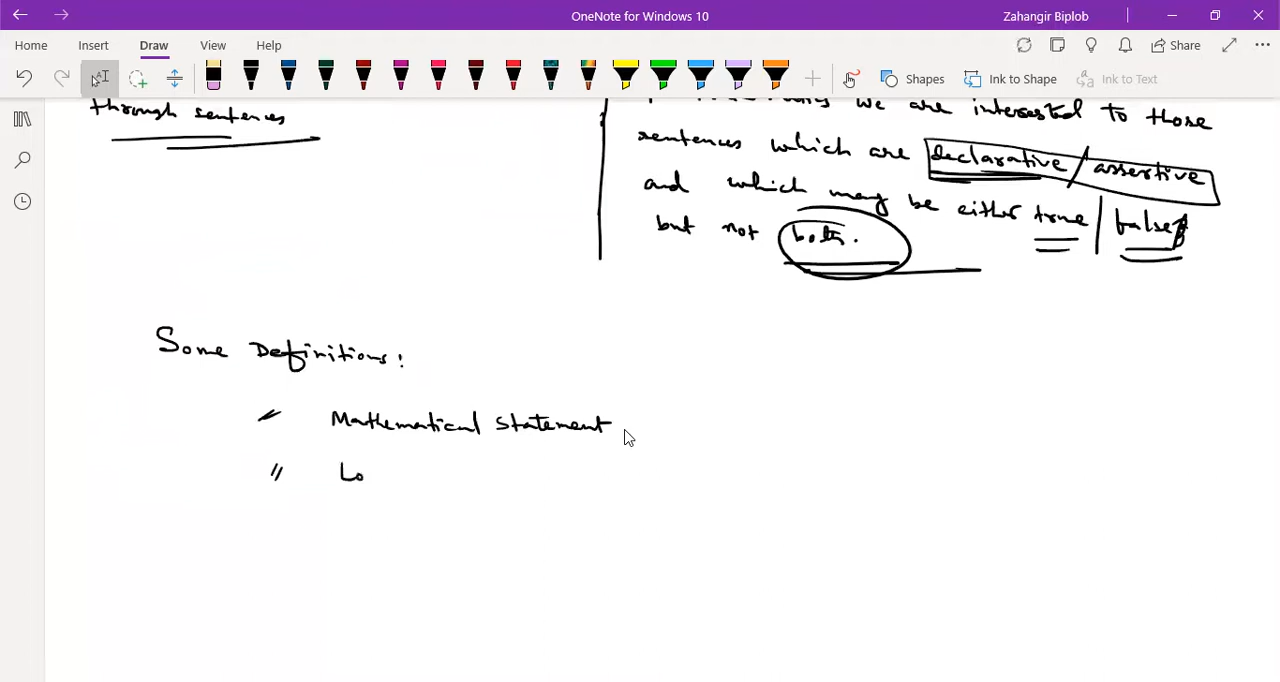 OneNote for Windows 10
Zahangir Biplob
Home Insert Draw View Help
Share
Shapes
Ink to Shape
Ink to Text
through sentences
we are interested to those
sentences which are declarative / assertive
and which may be either true | false
but not both.
Some Definitions:
Mathematical Statement
" Lo